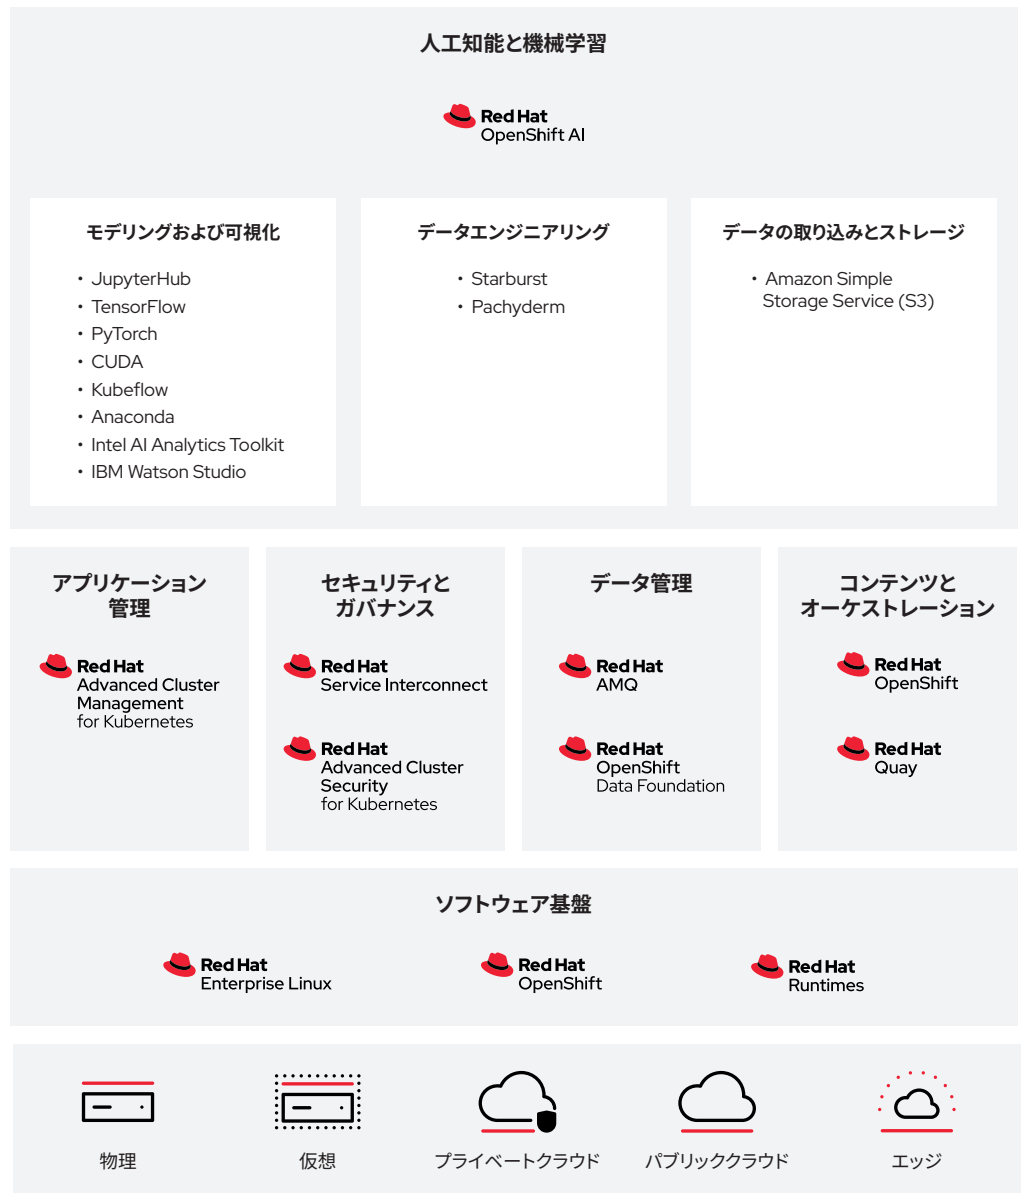 人工知能と機械学習
Red Hat
OpenShift AI
モデリングおよび可視化
• JupyterHub
• TensorFlow
• PyTorch
• CUDA
• Kubeflow
• Anaconda
• Intel AI Analytics Toolkit
• IBM Watson Studio
データエンジニアリング
• Starburst
• Pachyderm
データの取り込みとストレージ
• Amazon Simple
Storage Service (S3)
アプリケーション
管理
Red Hat
Advanced Cluster
Management
for Kubernetes
セキュリティと
ガバナンス
Red Hat
Service Interconnect
Red Hat
Advanced Cluster
Security
for Kubernetes
データ管理
Red Hat
AMQ
Red Hat
OpenShift
Data Foundation
コンテンツと
オーケストレーション
Red Hat
OpenShift
Red Hat
Quay
ソフトウェア基盤
Red Hat
Enterprise Linux
Red Hat
OpenShift
Red Hat
Runtimes
物理
仮想
プライベートクラウド
パブリッククラウド
エッジ